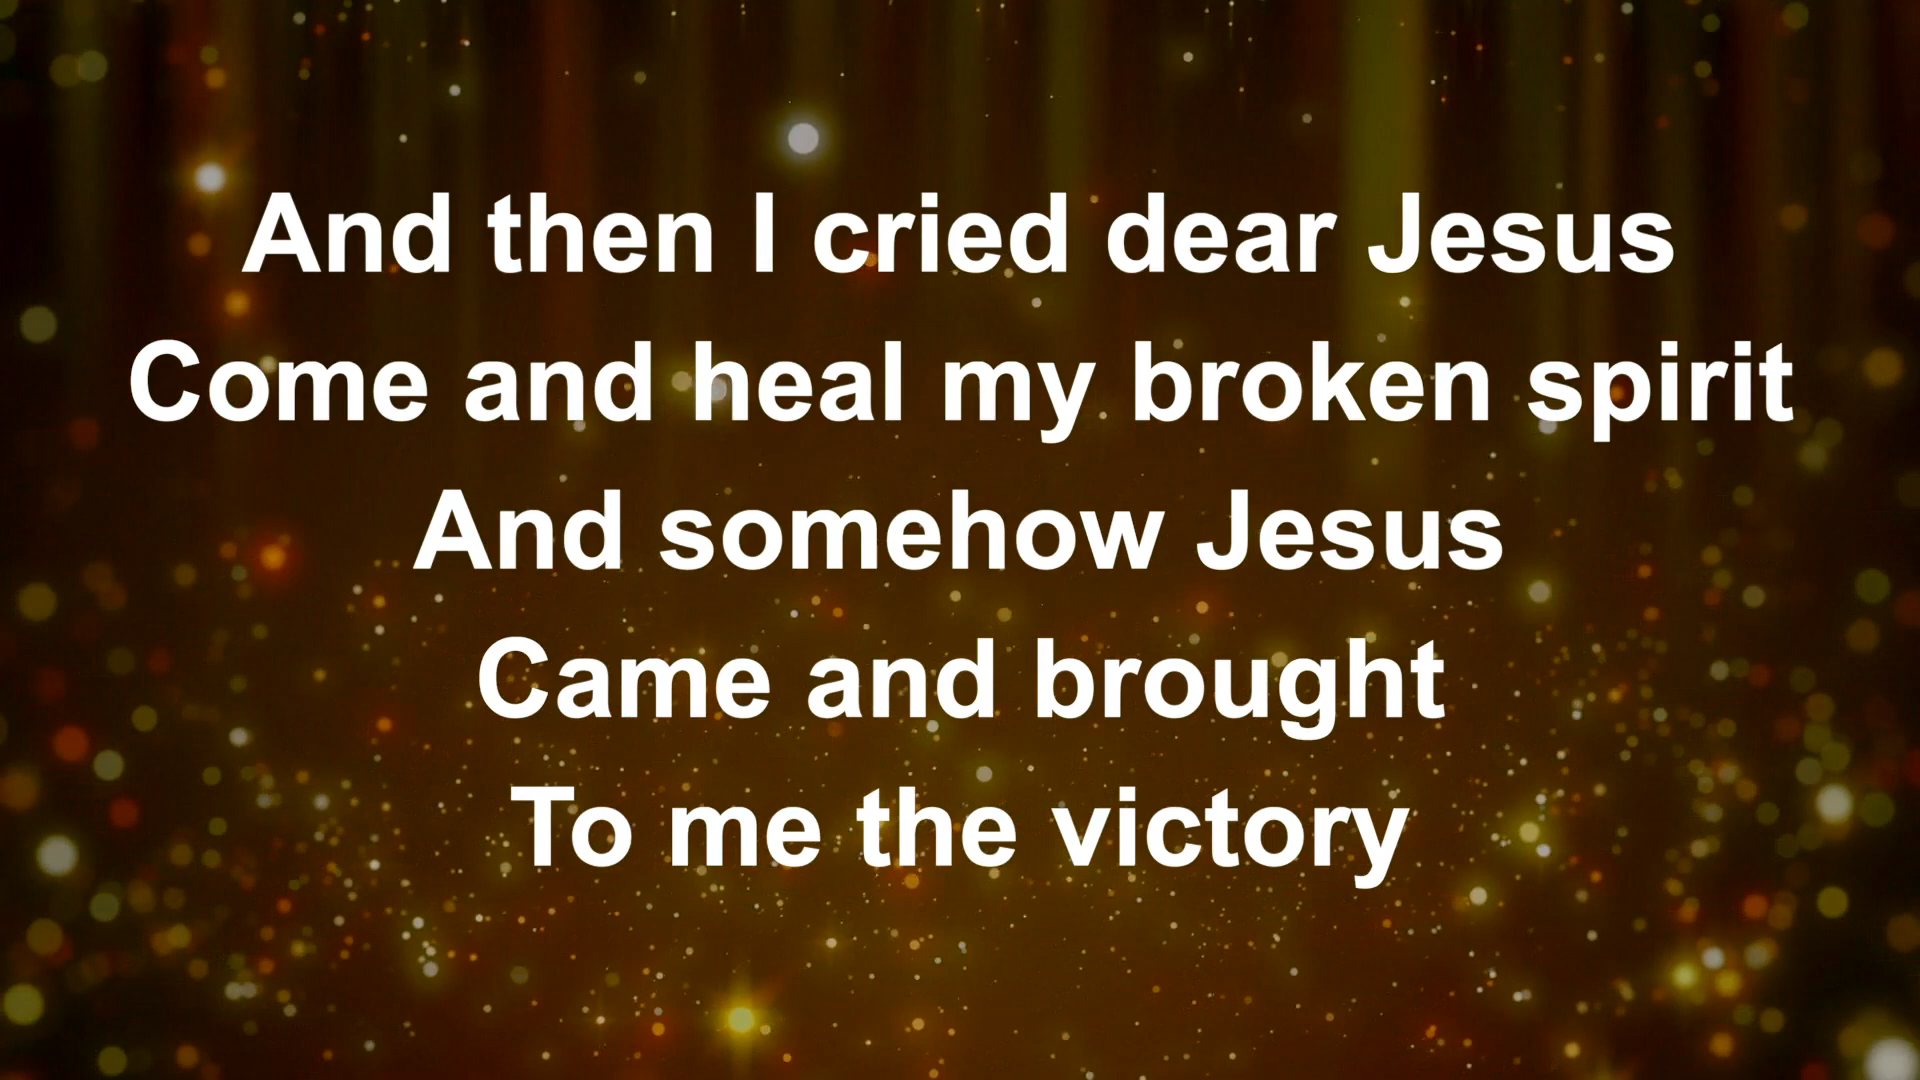 And then I cried dear Jesus
Come and heal my broken spirit
And somehow Jesus
Came and brought
To me the victory